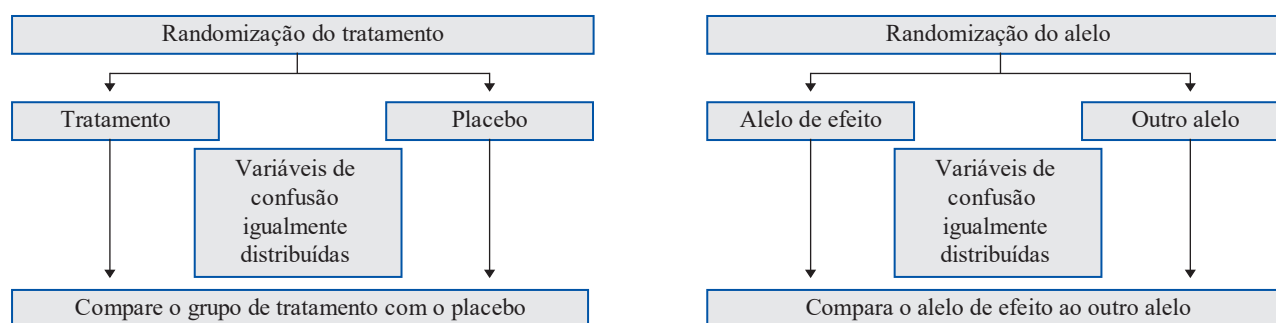 Randomização do tratamento
Tratamento
Placebo
Variáveis de
confusão
igualmente
distribuídas
Compare o grupo de tratamento com o placebo
Randomização do alelo
Alelo de efeito
Outro alelo
Variáveis de
confusão
igualmente
distribuídas
Compara o alelo de efeito ao outro alelo